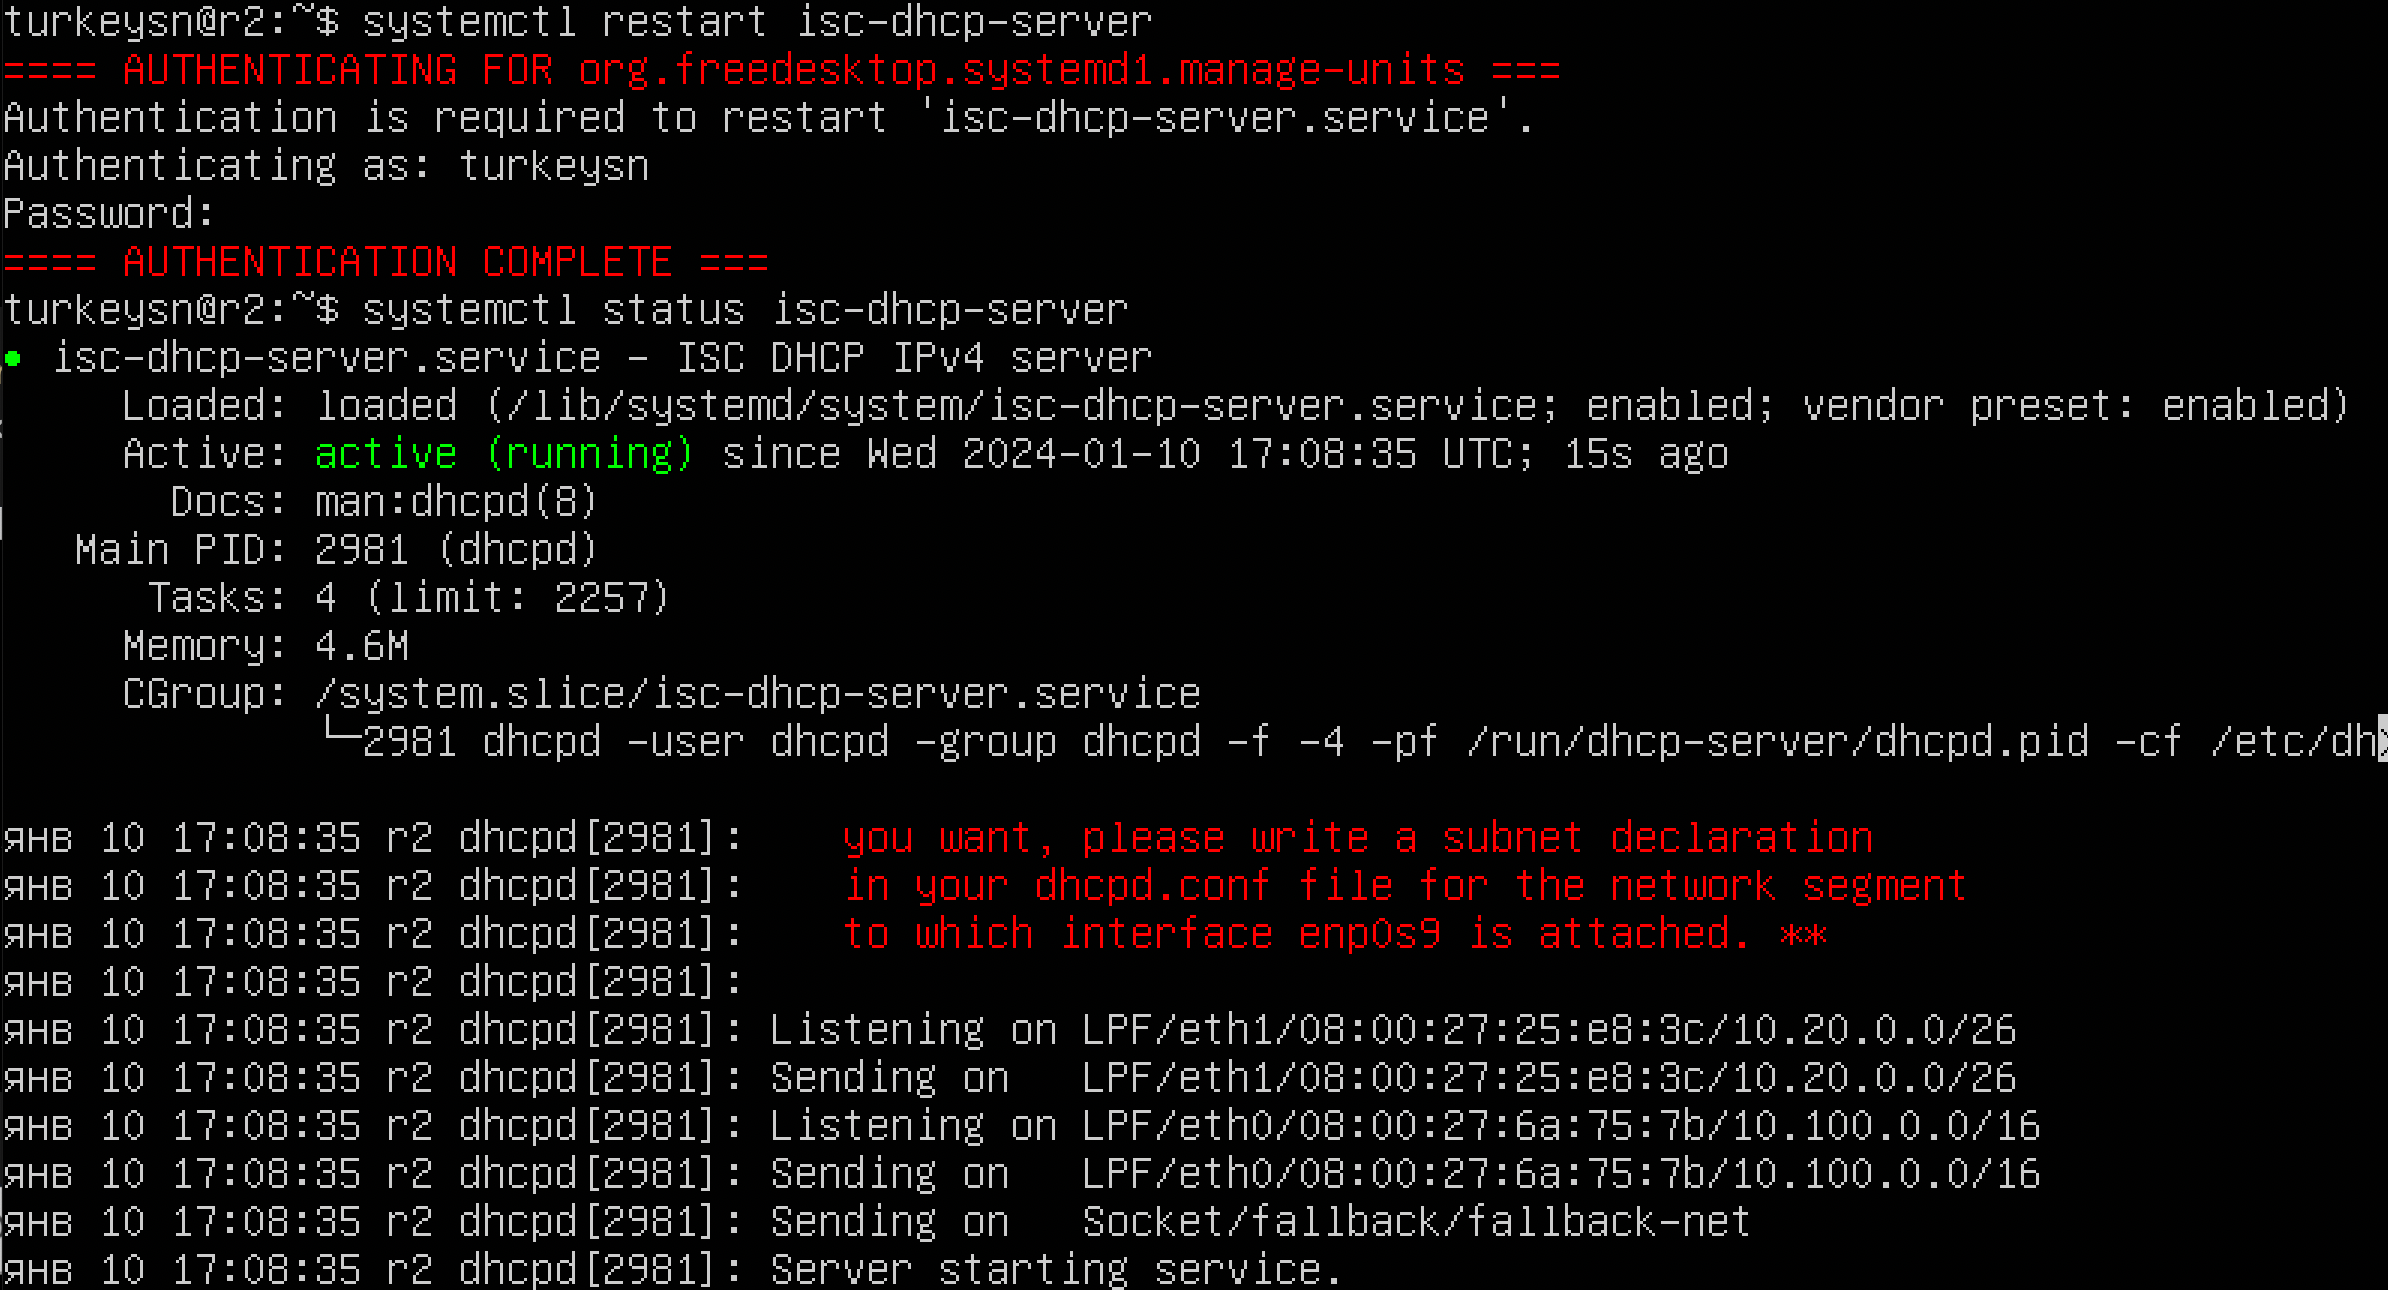 turkeysn@r2:~$ systemctl restart isc-dhcp-server
==== AUTHENTICATING FOR org.freedesktop.systemd1.manage-units ===
Authentication is required to restart 'isc-dhcp-server.service'.
Authenticating as: turkeysn
Password:
==== AUTHENTICATION COMPLETE ===
turkeysn@r2:~$ systemctl status isc-dhcp-server
● isc-dhcp-server.service - ISC DHCP IPv4 server
     Loaded: loaded (/lib/systemd/system/isc-dhcp-server.service; enabled; vendor preset: enabled)
     Active: active (running) since Wed 2024-01-10 17:08:35 UTC; 15s ago
       Docs: man:dhcpd(8)
   Main PID: 2981 (dhcpd)
      Tasks: 4 (limit: 2257)
     Memory: 4.6M
     CGroup: /system.slice/isc-dhcp-server.service
             └─2981 dhcpd -user dhcpd -group dhcpd -f -4 -pf /run/dhcp-server/dhcpd.pid -cf /etc/dh>
янв 10 17:08:35 r2 dhcpd[2981]:    you want, please write a subnet declaration
янв 10 17:08:35 r2 dhcpd[2981]:    in your dhcpd.conf file for the network segment
янв 10 17:08:35 r2 dhcpd[2981]:    to which interface enp0s9 is attached. **
янв 10 17:08:35 r2 dhcpd[2981]:
янв 10 17:08:35 r2 dhcpd[2981]: Listening on LPF/eth1/08:00:27:25:e8:3c/10.20.0.0/26
янв 10 17:08:35 r2 dhcpd[2981]: Sending on   LPF/eth1/08:00:27:25:e8:3c/10.20.0.0/26
янв 10 17:08:35 r2 dhcpd[2981]: Listening on LPF/eth0/08:00:27:6a:75:7b/10.100.0.0/16
янв 10 17:08:35 r2 dhcpd[2981]: Sending on   LPF/eth0/08:00:27:6a:75:7b/10.100.0.0/16
янв 10 17:08:35 r2 dhcpd[2981]: Sending on   Socket/fallback/fallback-net
янв 10 17:08:35 r2 dhcpd[2981]: Server starting service.